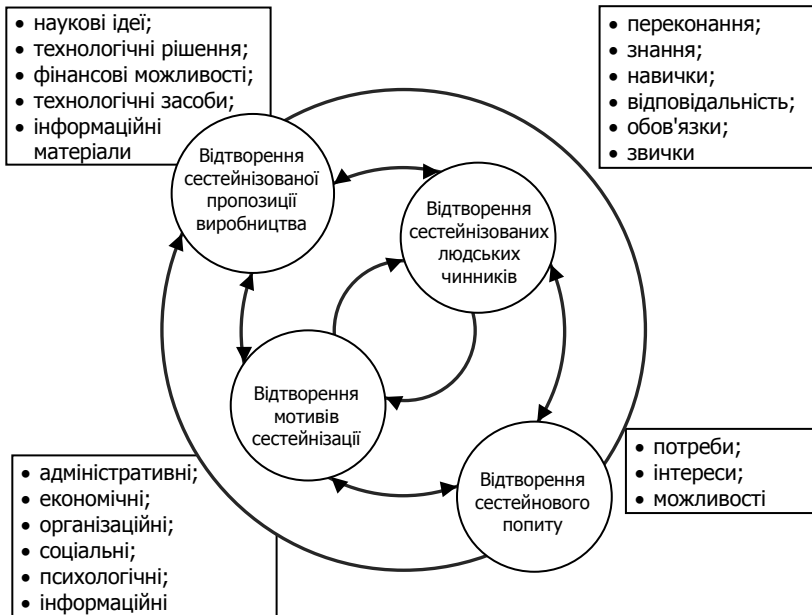 • наукові ідеї;
• технологічні рішення;
• фінансові можливості;
• технологічні засоби;
• інформаційні
матеріали
• переконання;
• знання;
• навички;
• відповідальність;
• обов'язки;
• звички
Відтворення
сестейнізованої
пропозиції
виробництва
Відтворення
сестейнізованих
людських
чинників
Відтворення
мотивів
сестейнізації
Відтворення
сестейнового
попиту
• адміністративні;
• економічні;
• організаційні;
• соціальні;
• психологічні;
• інформаційні
• потреби;
• інтереси;
• можливості